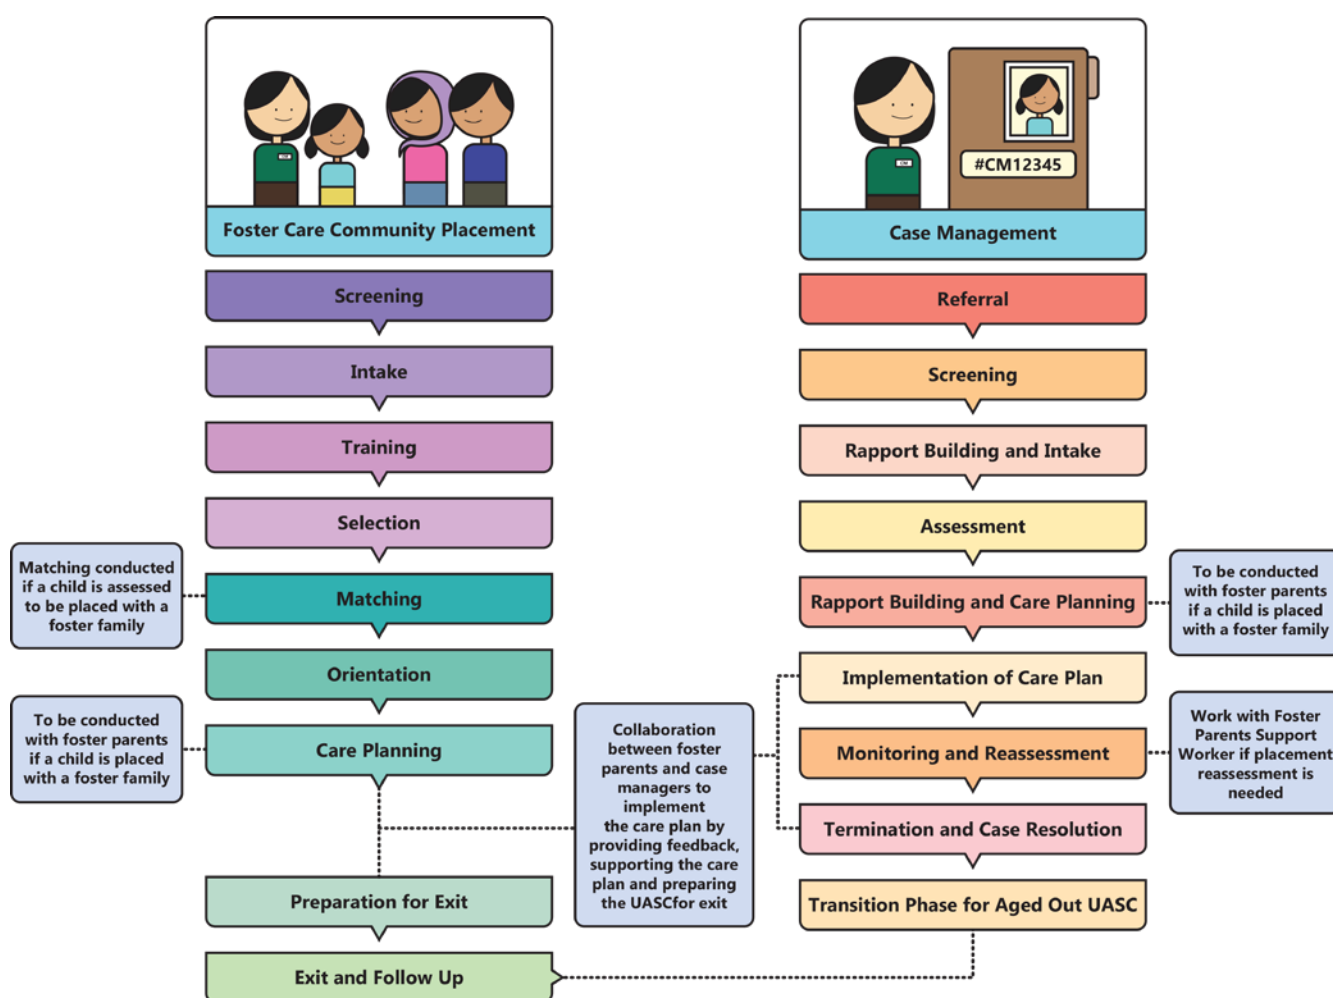 CM
Foster Care Community Placement
Screening
Intake
Training
Selection
Matching
Orientation
Care Planning
Preparation for Exit
Exit and Follow Up
Matching conducted
if a child is assessed
to be placed with a
foster family
To be conducted
with foster parents
if a child is placed
with a foster family
Collaboration
between foster
parents and case
managers to
implement
the care plan by
providing feedback,
supporting the care
plan and preparing
the UASCfor exit
CM
#CM12345
Case Management
Referral
Screening
Rapport Building and Intake
Assessment
Rapport Building and Care Planning
Implementation of Care Plan
Monitoring and Reassessment
Termination and Case Resolution
Transition Phase for Aged Out UASC
To be conducted
with foster parents
if a child is placed
with a foster family
Work with Foster
Parents Support
Worker if placement
reassessment is
needed